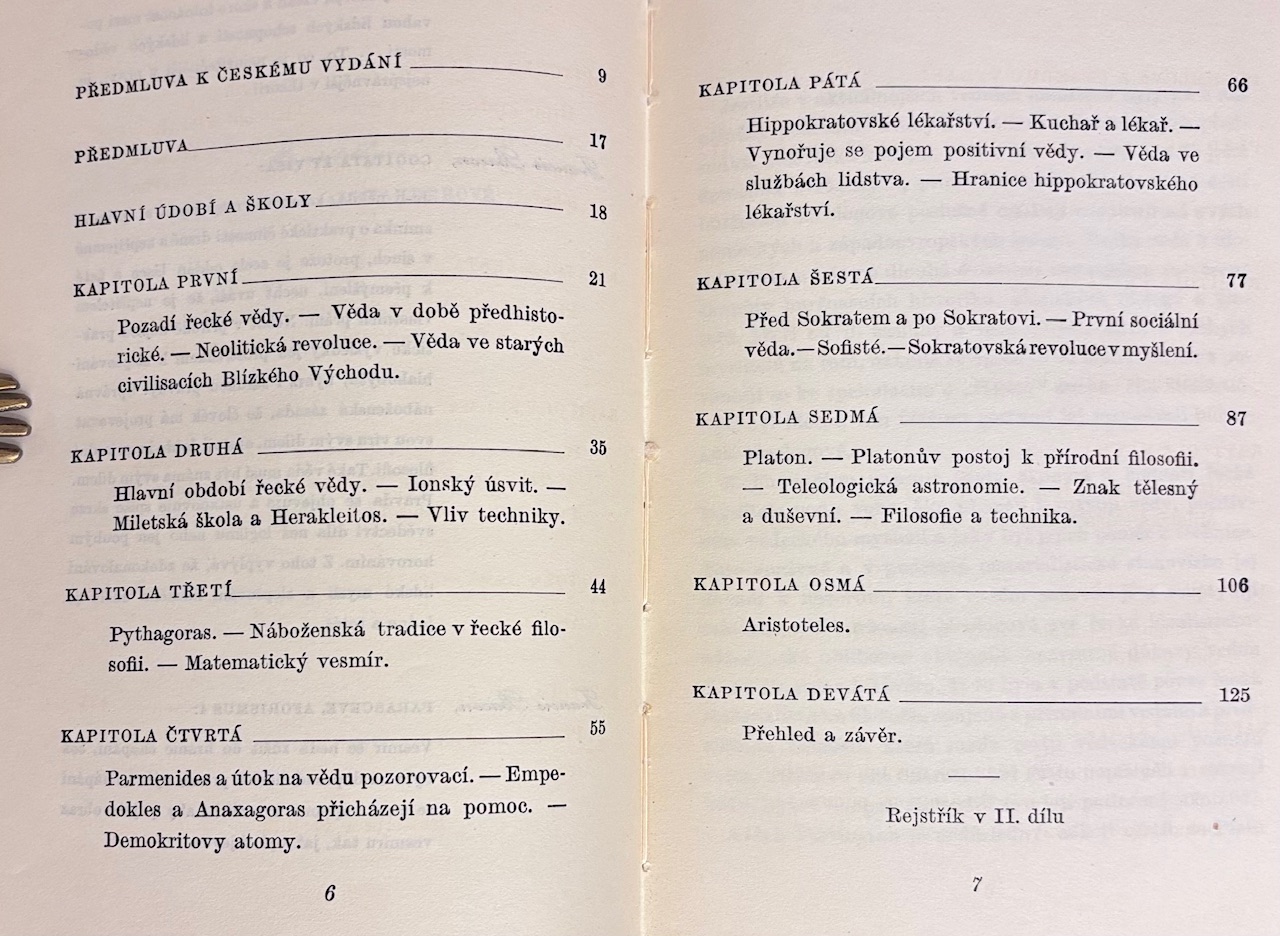 PŘEDMLUVA K ČESKÉMU VYDÁNÍ 9
PŘEDMLUVA 17
HLAVNÍ ÚDOBÍ A ŠKOLY 18
KAPITOLA PRVNÍ 21
Pozadí řecké vědy. — Věda v době předhisto-
rické. — Neolitická revoluce. — Věda ve starých
civilisacích Blízkého Východu.
KAPITOLA DRUHÁ 35
Hlavní období řecké vědy. — Ionský úsvit. —
Miletská škola a Herakleitos. — Vliv techniky.
KAPITOLA TŘETÍ 44
Pythagoras. — Náboženská tradice v řecké filo-
sofii. — Matematický vesmír.
KAPITOLA ČTVRTÁ 55
Parmenides a útok na vědu pozorovací. — Empe-
dokles a Anaxagoras přicházejí na pomoc. —
Demokritovy atomy.
6
KAPITOLA PÁTÁ 66
Hippokratovské lékařství. — Kuchař a lékař. —
Vynořuje se pojem positivní vědy. — Věda ve
službách lidstva. — Hranice hippokratovského
lékařství.
KAPITOLA ŠESTÁ 77
Před Sokratem a po Sokratovi. — První sociální
věda. — Sofisté. — Sokratovská revoluce v myšlení.
KAPITOLA SEDMÁ 87
Platon. — Platonův postoj k přírodní filosofii.
— Teleologická astronomie. — Znak tělesný
a duševní. — Filosofie a technika.
KAPITOLA OSMÁ 106
Aristoteles.
KAPITOLA DEVÁTÁ 125
Přehled a závěr.
Rejstřík v II. dílu
7